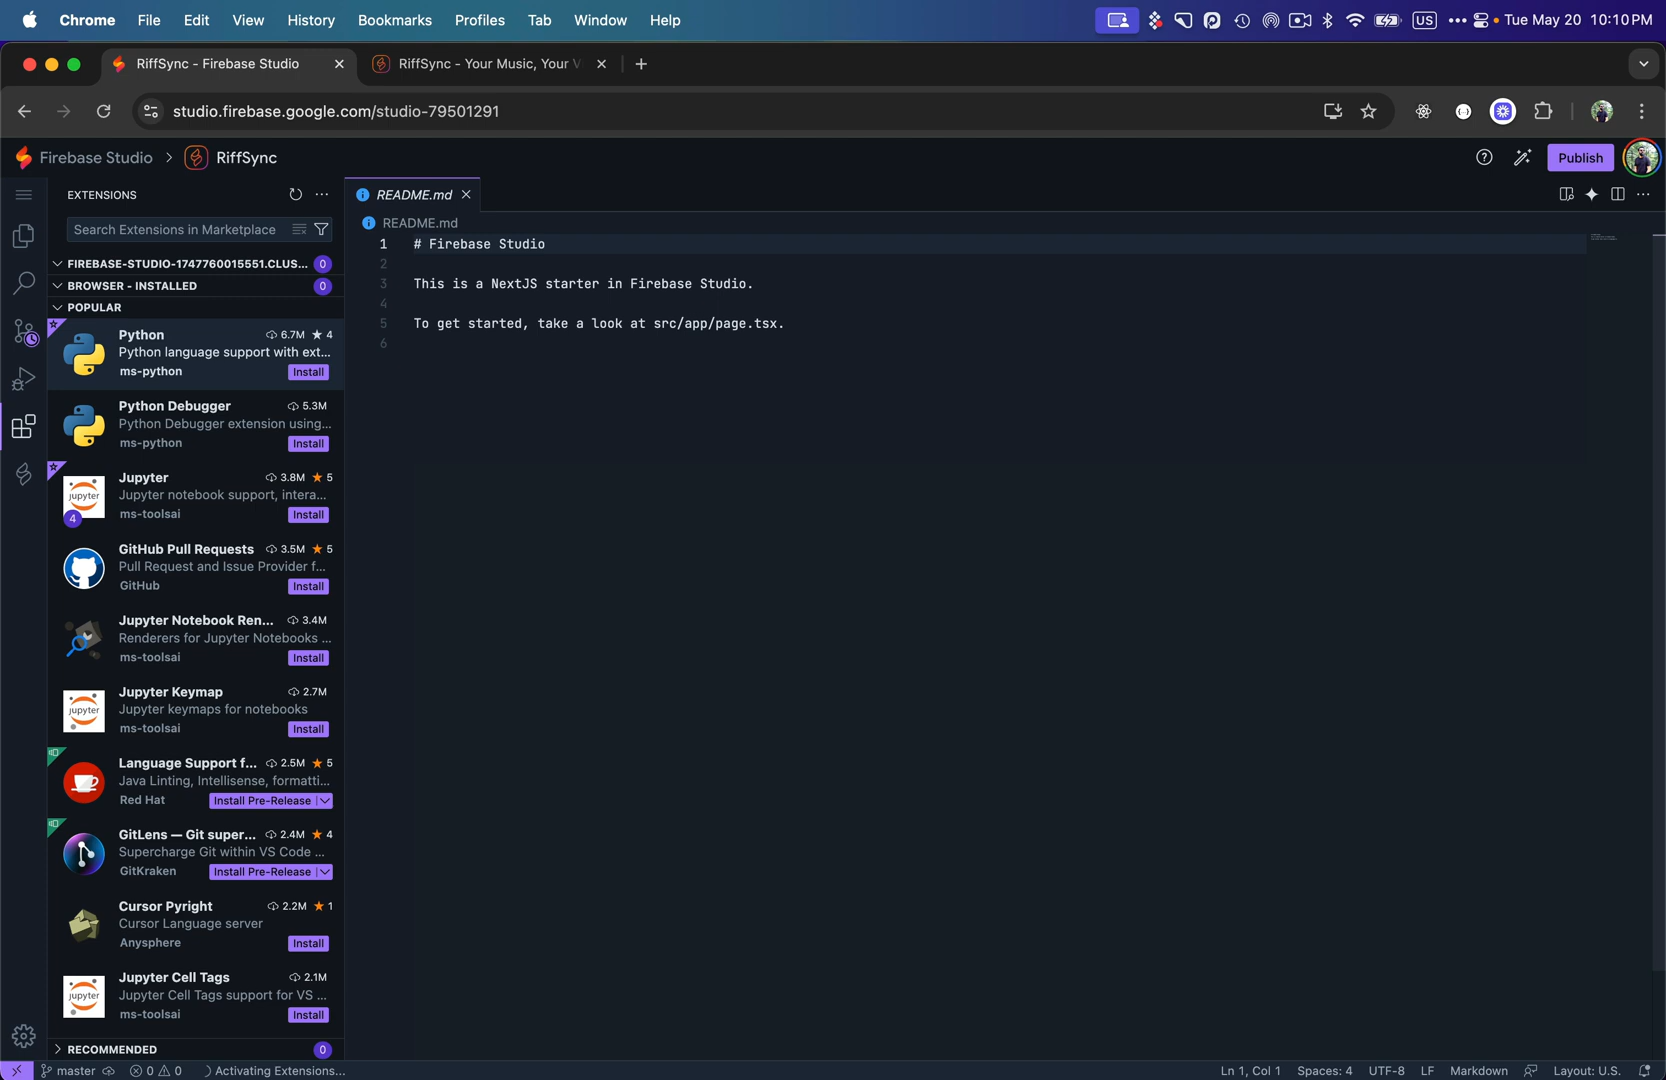 Chrome File Edit View History Bookmarks Profiles Tab Window Help
US Tue May 20 10:10 PM
RiffSync - Firebase Studio
RiffSync - Your Music, Your V
studio.firebase.google.com/studio-79501291
Firebase Studio > RiffSync
Publish
EXTENSIONS
Search Extensions in Marketplace
FIREBASE-STUDIO-1747760015551.CLUS... 0
BROWSER - INSTALLED 0
POPULAR
Python 6.7M 4
Python language support with ext...
ms-python Install
Python Debugger 5.3M
Python Debugger extension using...
ms-python Install
Jupyter 3.8M 5
jupyter
Jupyter notebook support, intera...
4
ms-toolsai Install
GitHub Pull Requests 3.5M 5
Pull Request and Issue Provider f...
GitHub Install
Jupyter Notebook Ren... 3.4M
Renderers for Jupyter Notebooks ...
ms-toolsai Install
Jupyter Keymap 2.7M
jupyter
Jupyter keymaps for notebooks
ms-toolsai Install
Language Support f... 2.5M 5
Java Linting, Intellisense, formatti...
Red Hat Install Pre-Release
GitLens — Git super... 2.4M 4
Supercharge Git within VS Code ...
GitKraken Install Pre-Release
Cursor Pyright 2.2M 1
Cursor Language server
Anysphere Install
Jupyter Cell Tags 2.1M
jupyter
Jupyter Cell Tags support for VS ...
ms-toolsai Install
RECOMMENDED 0
README.md
README.md
1 # Firebase Studio
2
3 This is a NextJS starter in Firebase Studio.
4
5 To get started, take a look at src/app/page.tsx.
6
master 0 0 Activating Extensions...
Ln 1, Col 1 Spaces: 4 UTF-8 LF Markdown Layout: U.S.